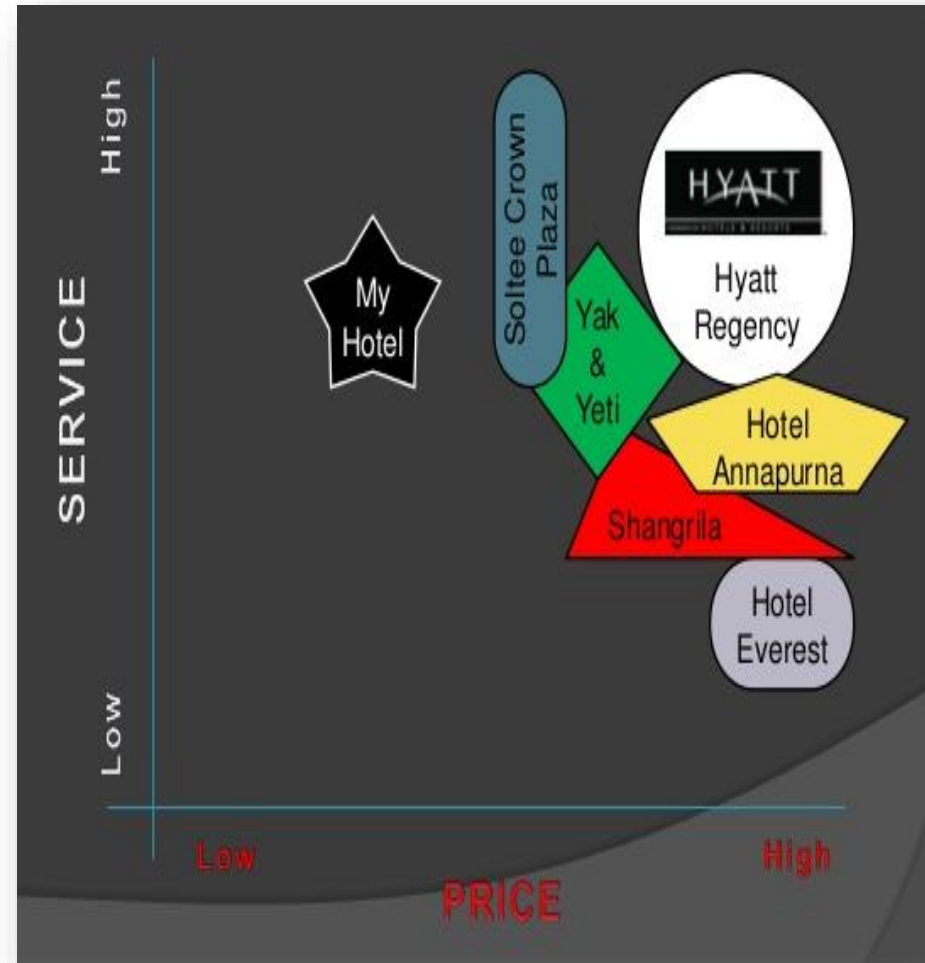 High
SERVICE
Low
My
Hotel
Soltee Crown
Plaza
Yak
&
Yeti
HYATT
Hyatt
Regency
Hotel
Annapurna
Shangrila
Hotel
Everest
Low
High
PRICE